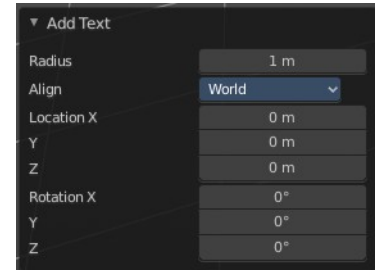 Add Text
Radius 1 m
Align World
Location X 0 m
Y 0 m
Z 0 m
Rotation X 0°
Y 0°
Z 0°